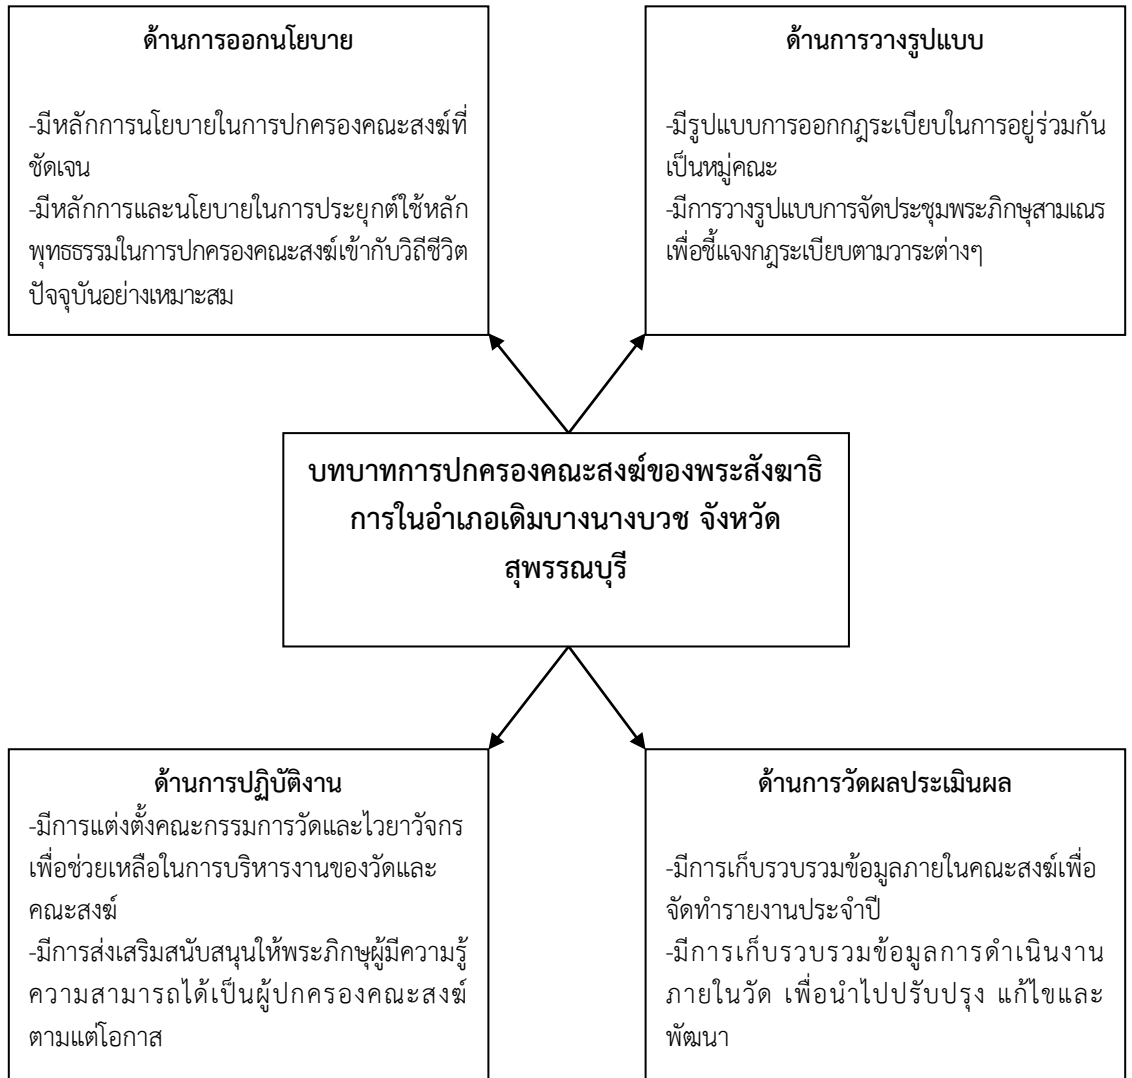 ด้านการออกนโยบาย
-มีหลักการนโยบายในการปกครองคณะสงฆ์ที่
ชัดเจน
-มีหลักการและนโยบายในการประยุกต์ใช้หลัก
พุทธธรรมในการปกครองคณะสงฆ์เข้ากับวิถีชีวิต
ปัจจุบันอย่างเหมาะสม
ด้านการวางรูปแบบ
-มีรูปแบบการออกกฎระเบียบในการอยู่ร่วมกัน
เป็นหมู่คณะ
-มีการวางรูปแบบการจัดประชุมพระภิกษุสามเณร
เพื่อชี้แจงกฎระเบียบตามวาระต่างๆ
บทบาทการปกครองคณะสงฆ์ของพระสังฆาธิ
การในอำเภอเดิมบางนางบวช จังหวัด
สุพรรณบุรี
ด้านการปฏิบัติงาน
-มีการแต่งตั้งคณะกรรมการวัดและไวยาวัจกร
เพื่อช่วยเหลือในการบริหารงานของวัดและ
คณะสงฆ์
-มีการส่งเสริมสนับสนุนให้พระภิกษุผู้มีความรู้
ความสามารถได้เป็นผู้ปกครองคณะสงฆ์
ตามแต่โอกาส
ด้านการวัดผลประเมินผล
-มีการเก็บรวบรวมข้อมูลภายในคณะสงฆ์เพื่อ
จัดทำรายงานประจำปี
-มีการเก็บรวบรวมข้อมูลการดำเนินงาน
ภายในวัด เพื่อนำไปปรับปรุง แก้ไขและ
พัฒนา